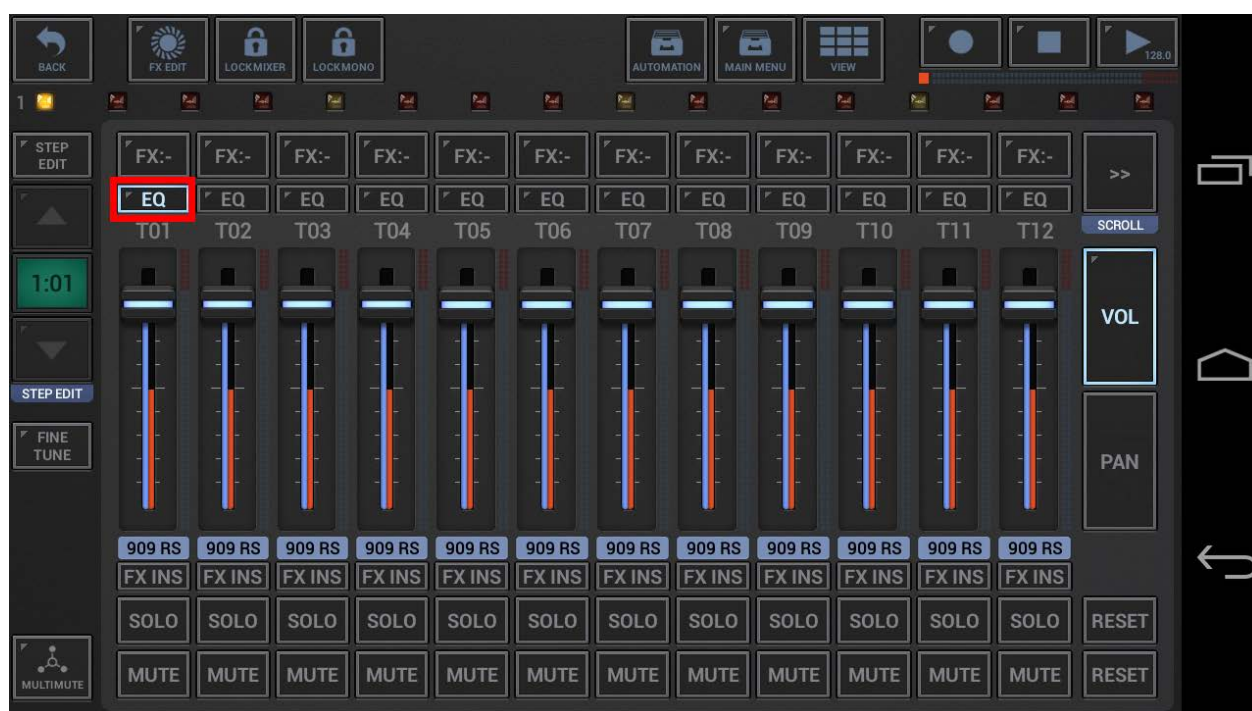 BACK FX EDIT LOCKMIXER LOCKMONO AUTOMATION MAIN MENU VIEW 128.0
1
STEP EDIT FX:- FX:- FX:- FX:- FX:- FX:- FX:- FX:- FX:- FX:- FX:- FX:- >>
EQ EQ EQ EQ EQ EQ EQ EQ EQ EQ EQ EQ
T01 T02 T03 T04 T05 T06 T07 T08 T09 T10 T11 T12 SCROLL
1:01
VOL
STEP EDIT
FINE TUNE
PAN
909 RS 909 RS 909 RS 909 RS 909 RS 909 RS 909 RS 909 RS 909 RS 909 RS 909 RS 909 RS
FX INS FX INS FX INS FX INS FX INS FX INS FX INS FX INS FX INS FX INS FX INS FX INS
SOLO SOLO SOLO SOLO SOLO SOLO SOLO SOLO SOLO SOLO SOLO SOLO RESET
MULTIMUTE MUTE MUTE MUTE MUTE MUTE MUTE MUTE MUTE MUTE MUTE MUTE MUTE RESET